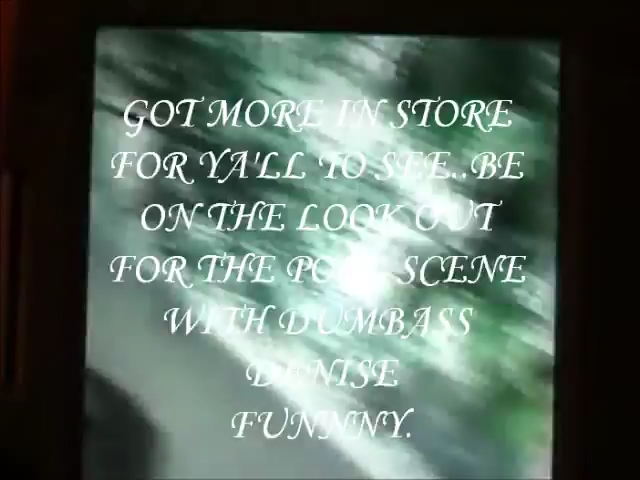 GOT MORE IN STORE
FOR YA'LL TO SEE..BE
ON THE LOOK OUT
FOR THE SCENE
WITH DUMBASS
DENISE
FUNNNY.